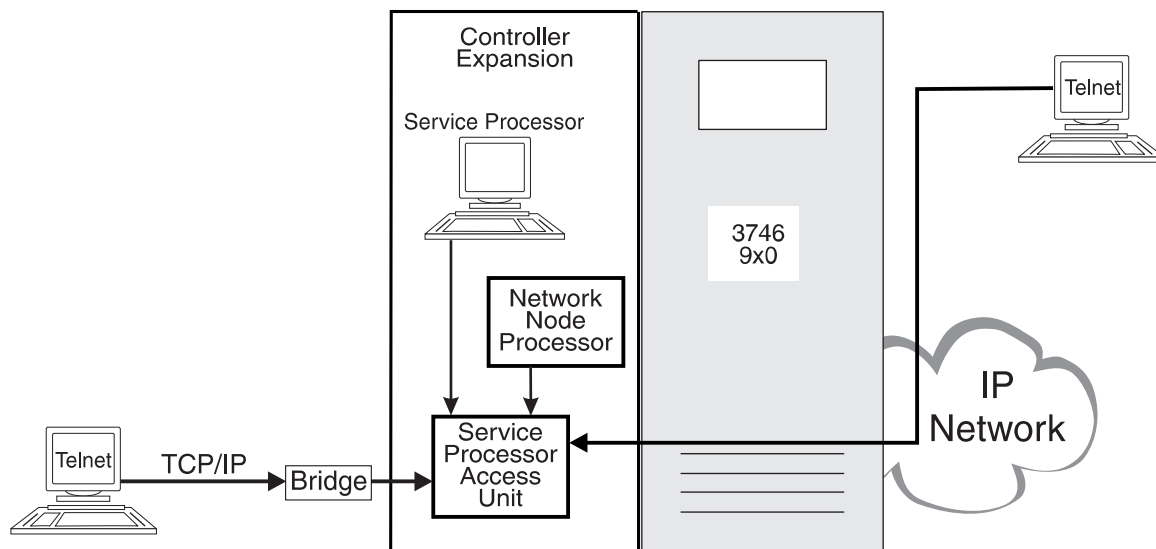 Controller
Expansion
Service Processor
Telnet
3746
9x0
Network
Node
Processor
IP
Network
Service
Processor
Access
Unit
Telnet
TCP/IP
Bridge